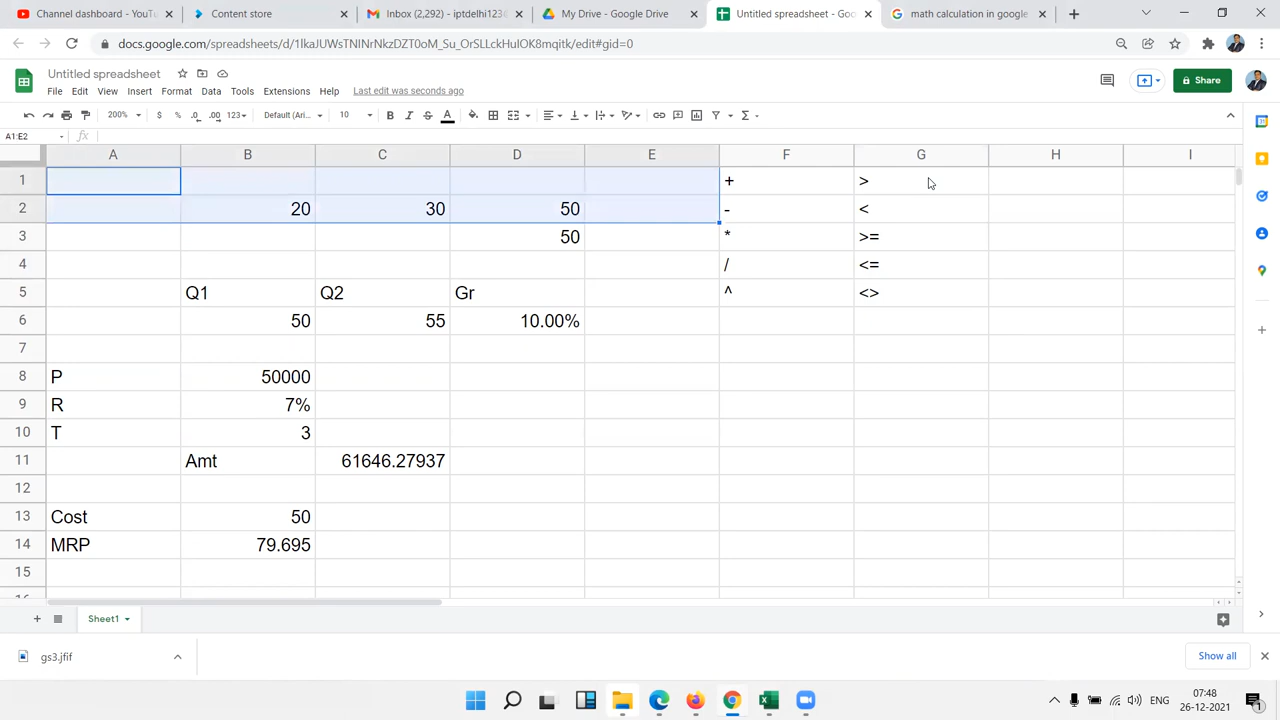 Channel dashboard - YouTu
Content store
Inbox (2,292) - iptdelhi123@
My Drive - Google Drive
Untitled spreadsheet - Goo
math calculation in google
docs.google.com/spreadsheets/d/1lkaJUWsTNINrNkzDZT0oM_Su_OrSLLckHuIOK9mqitk/edit#gid=0
Untitled spreadsheet
File Edit View Insert Format Data Tools Extensions Help Last edit was seconds ago
Share
200% $ % .0 .00 123 Default (Ari... 10 B I S A Σ
A1:E2 fx
A B C D E F G H I
1 + >
2 20 30 50 - <
3 50 * >=
4 / <=
5 Q1 Q2 Gr ^ <>
6 50 55 10.00%
7
8 P 50000
9 R 7%
10 T 3
11 Amt 61646.27937
12
13 Cost 50
14 MRP 79.695
15
16
Sheet1
gs3.jfif
Show all
ENG
07:48
26-12-2021
1